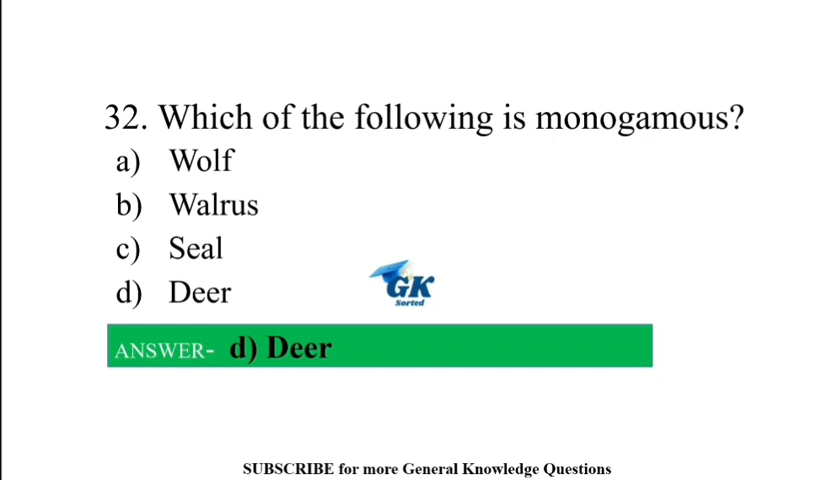 32. Which of the following is monogamous?
a) Wolf
b) Walrus
c) Seal
d) Deer
GK
Sorted
ANSWER- d) Deer
SUBSCRIBE for more General Knowledge Questions